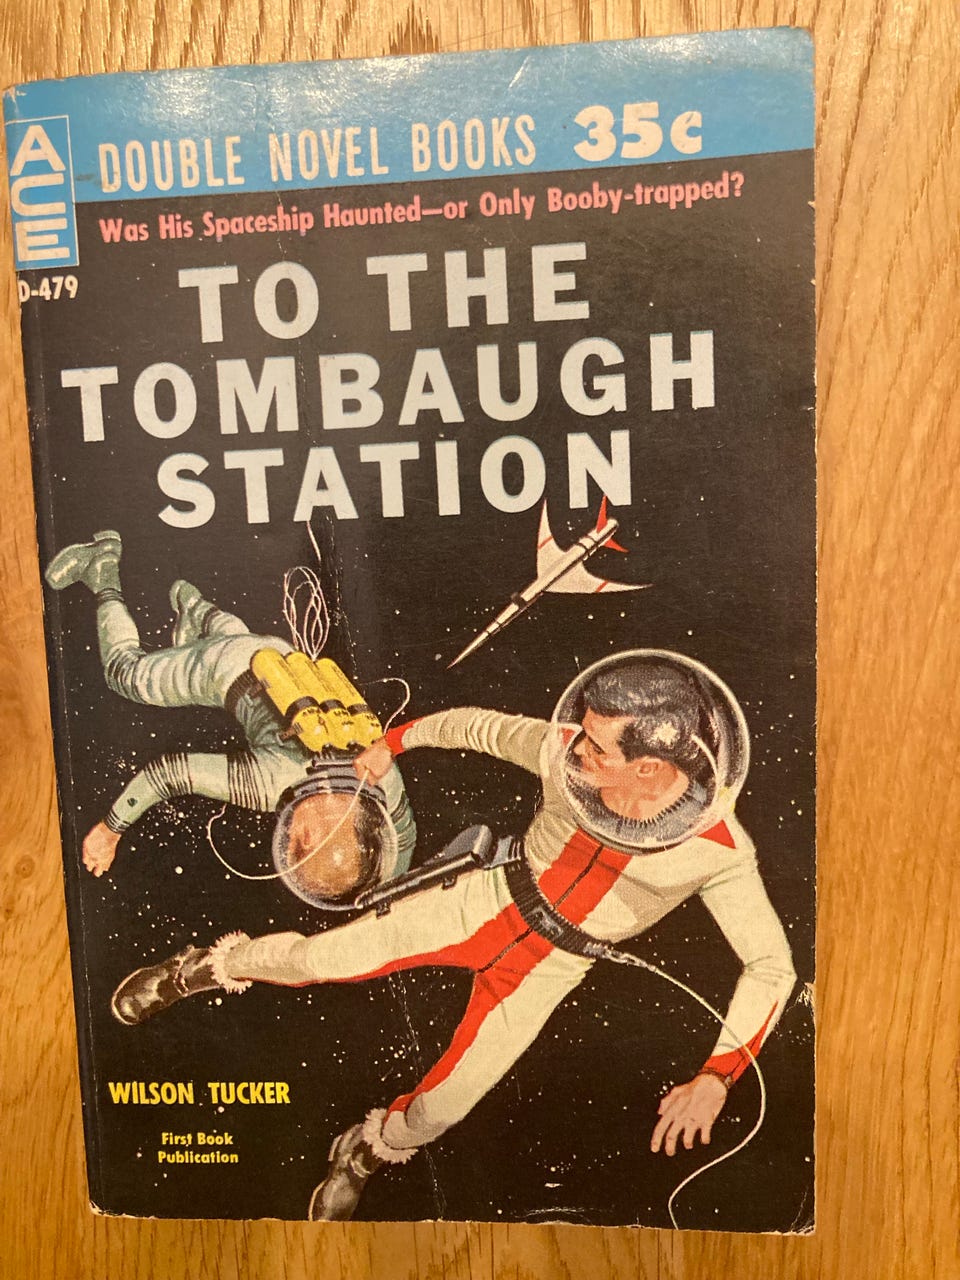 ACE
DOUBLE NOVEL BOOKS 35c
Was His Spaceship Haunted—or Only Booby-trapped?
D-479
TO THE
TOMBAUGH
STATION
WILSON TUCKER
First Book
Publication